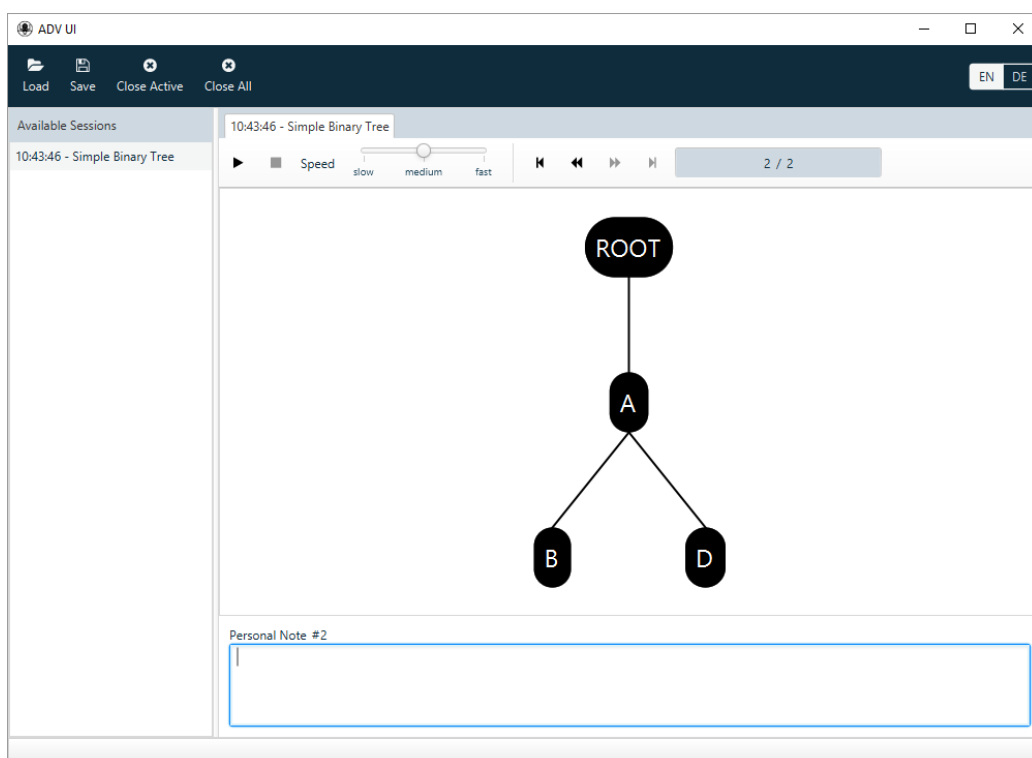 ADV UI
Load Save Close Active Close All EN DE
Available Sessions
10:43:46 - Simple Binary Tree
10:43:46 - Simple Binary Tree
Speed slow medium fast 2 / 2
ROOT
A
B D
Personal Note #2